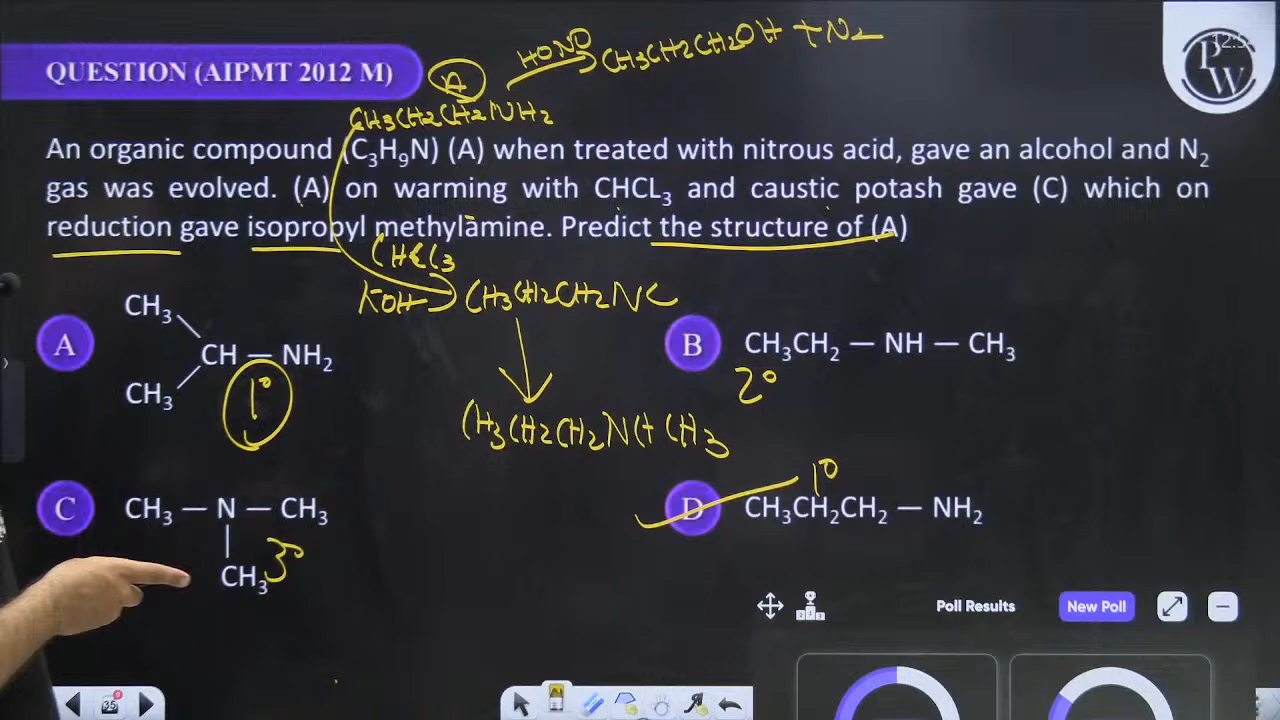 HONO CH3CH2CH2OH + N2
QUESTION (AIPMT 2012 M)
A
CH3CH2CH2NH2
P
W
An organic compound (C₃H₉N) (A) when treated with nitrous acid, gave an alcohol and N₂
gas was evolved. (A) on warming with CHCL₃ and caustic potash gave (C) which on
reduction gave isopropyl methylamine. Predict the structure of (A)
CHCl3
KOH CH3CH2CH2NC
A
CH₃
CH — NH₂
CH₃
1°
B
CH₃CH₂ — NH — CH₃
2°
CH3CH2CH2NH CH3
C
CH₃ — N — CH₃
CH₃
3°
D
1°
CH₃CH₂CH₂ — NH₂
Poll Results
New Poll
35